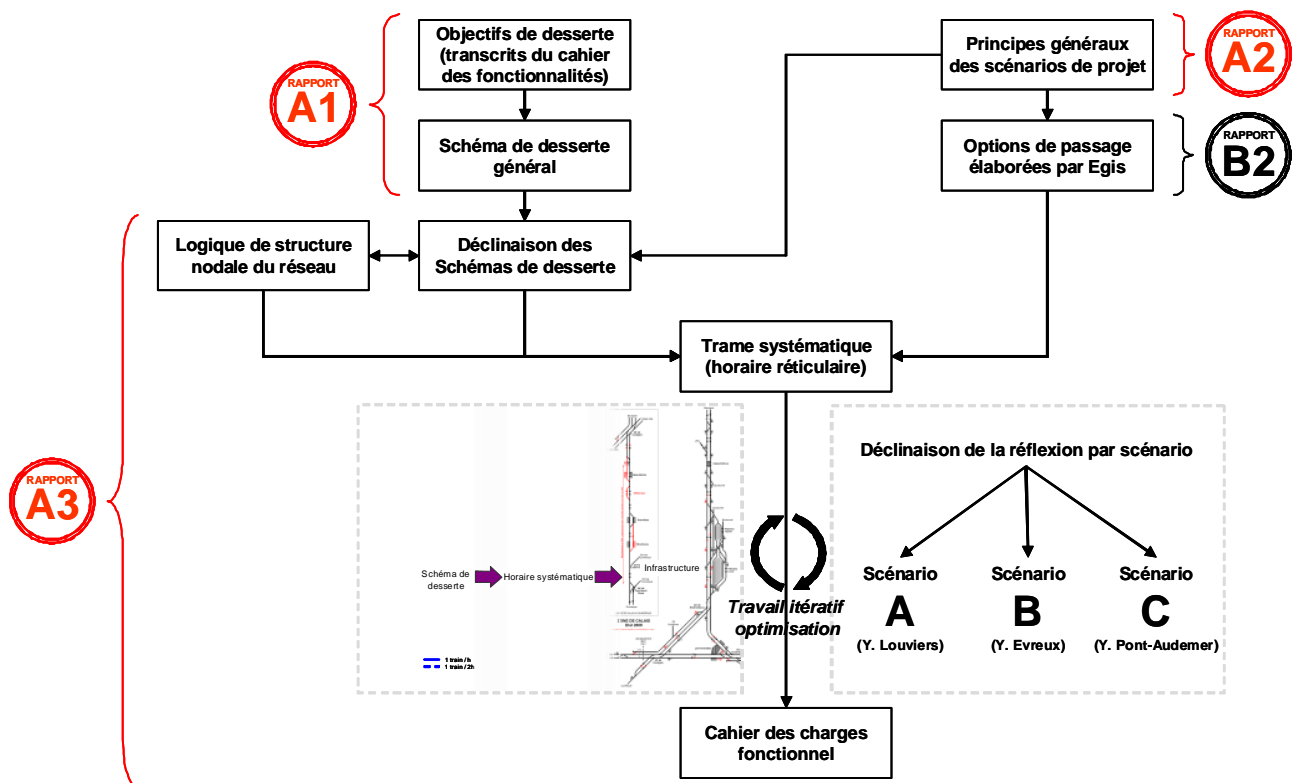 Objectifs de desserte
(transcrits du cahier
des fonctionnalités)
Principes généraux
des scénarios de projet
RAPPORT
A1
RAPPORT
A2
Schéma de desserte
général
Options de passage
élaborées par Egis
RAPPORT
B2
Logique de structure
nodale du réseau
Déclinaison des
Schémas de desserte
Trame systématique
(horaire réticulaire)
RAPPORT
A3
Schéma de
desserte
Horaire systématique
Infrastructure
1 train / h
1 train / 2h
Travail itératif
optimisation
Déclinaison de la réflexion par scénario
Scénario
A
(Y. Louviers)
Scénario
B
(Y. Evreux)
Scénario
C
(Y. Pont-Audemer)
Cahier des charges
fonctionnel